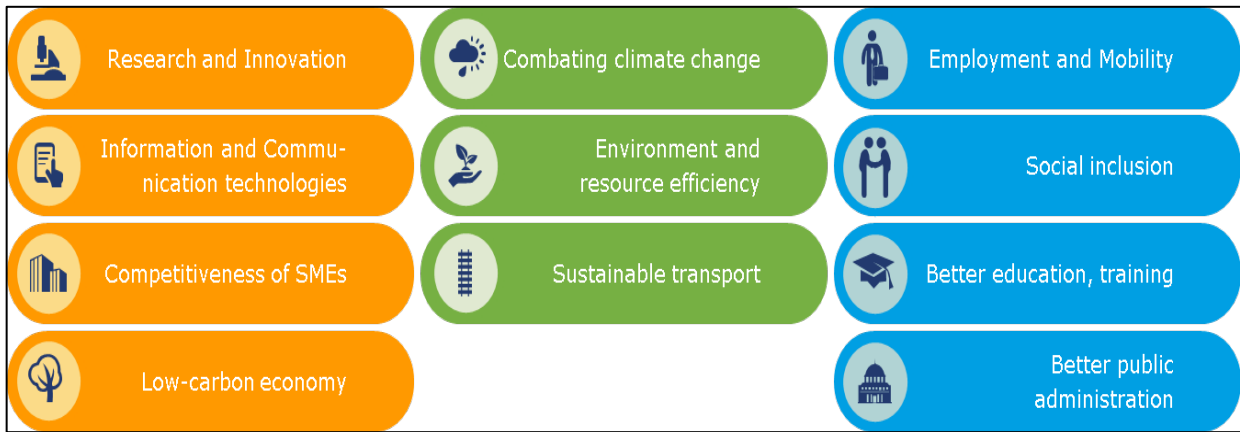 Research and Innovation
Information and Commu-
nication technologies
Competitiveness of SMEs
Low-carbon economy
Combating climate change
Environment and
resource efficiency
Sustainable transport
Employment and Mobility
Social inclusion
Better education, training
Better public
administration